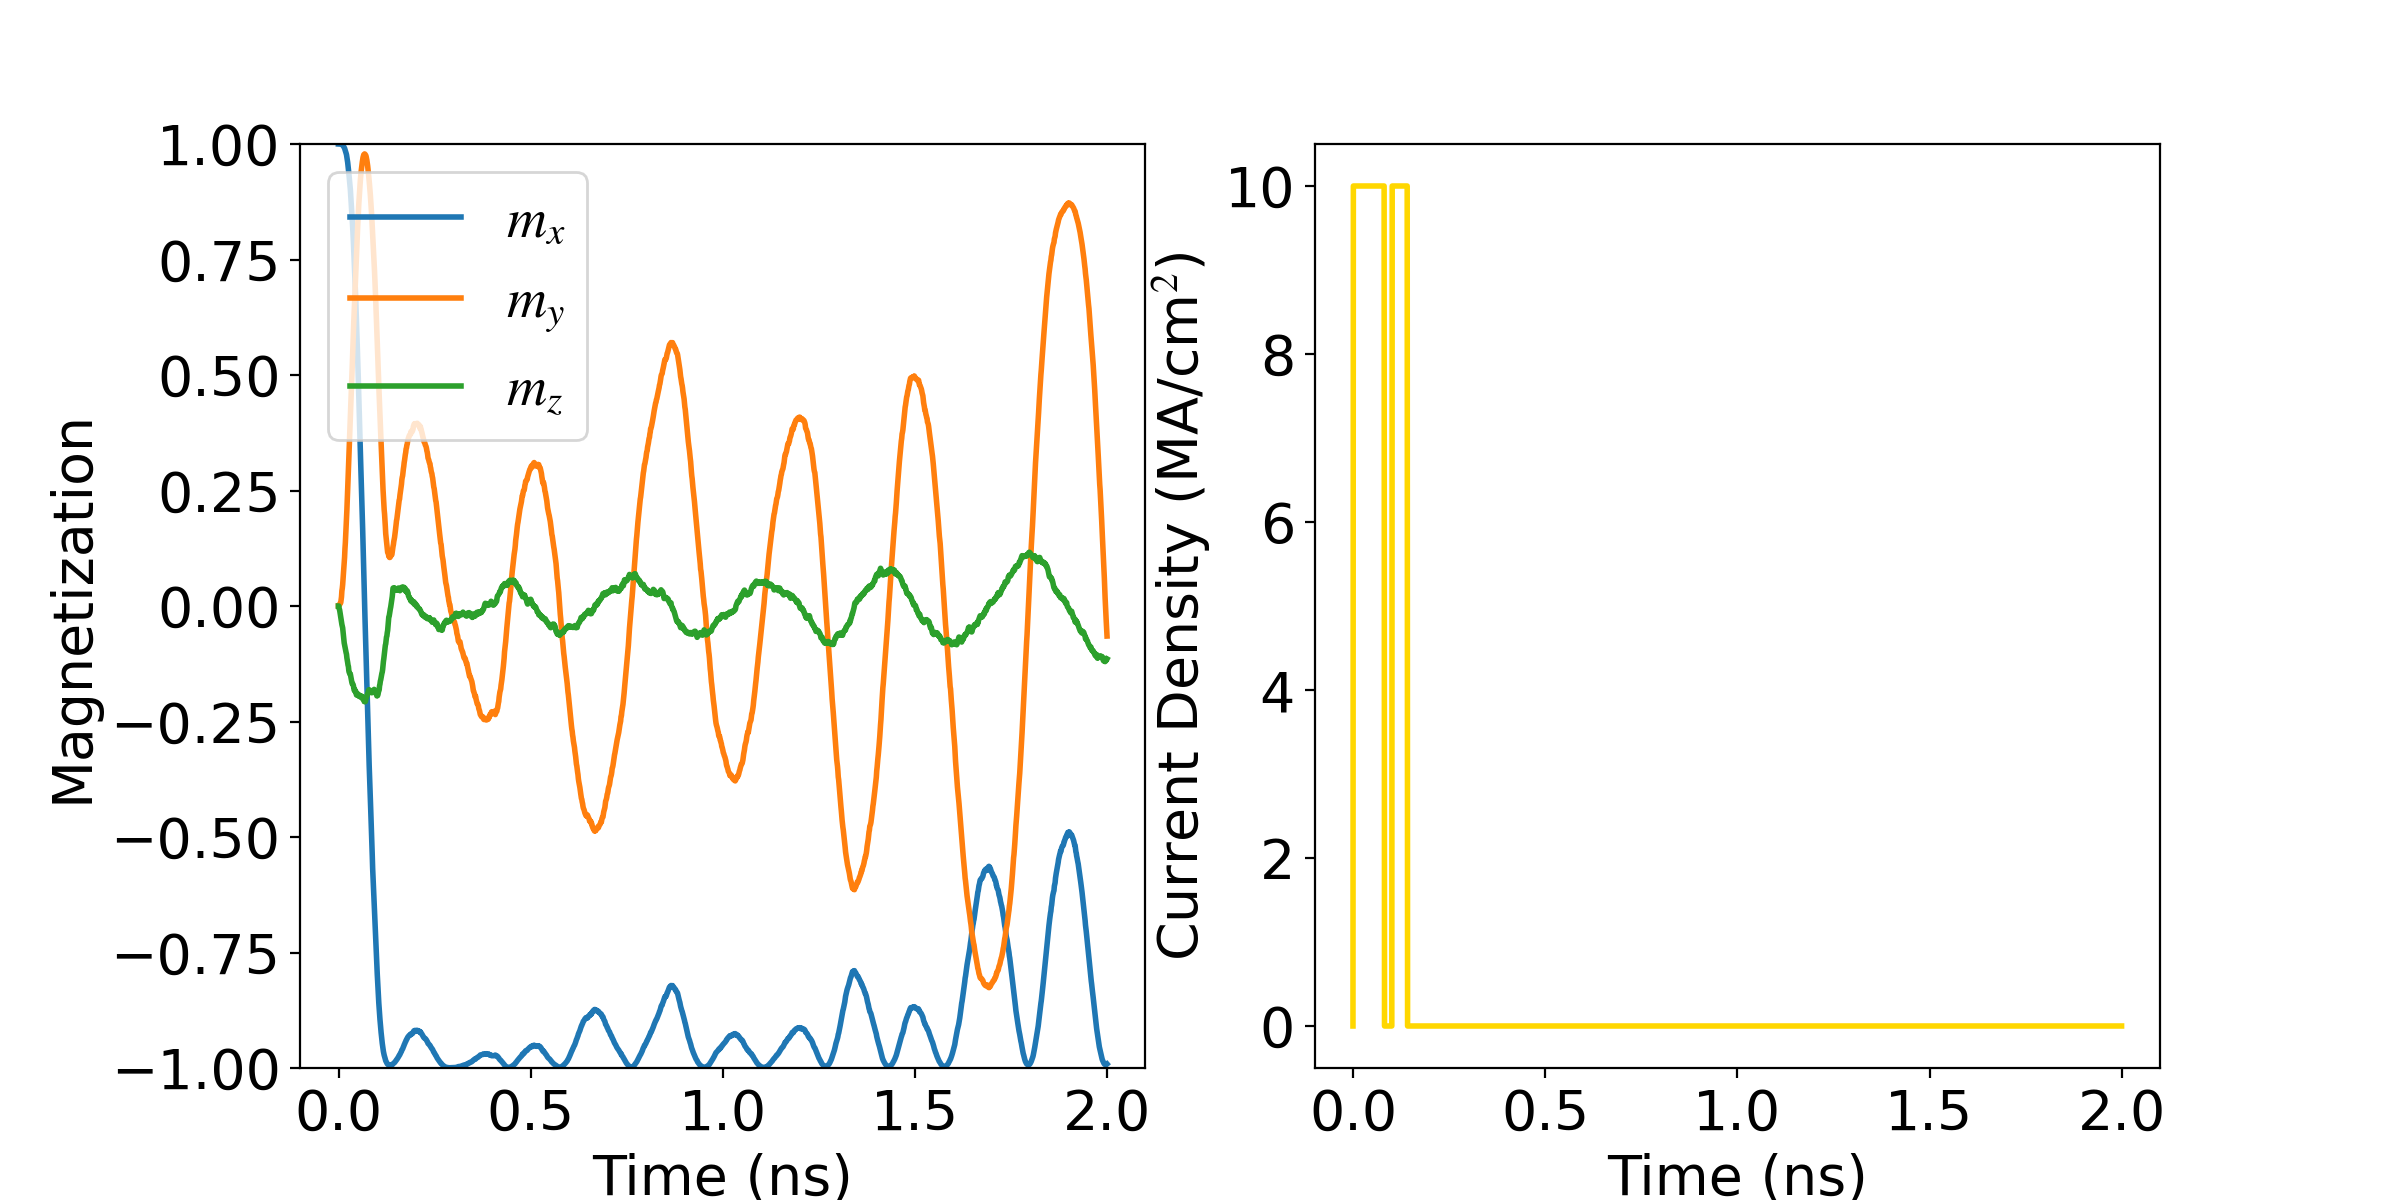 Magnetization
1.00
0.75
0.50
0.25
0.00
−0.25
−0.50
−0.75
−1.00
m_x
m_y
m_z
0.0 0.5 1.0 1.5 2.0
Time (ns)
Current Density (MA/cm²)
10
8
6
4
2
0
0.0 0.5 1.0 1.5 2.0
Time (ns)